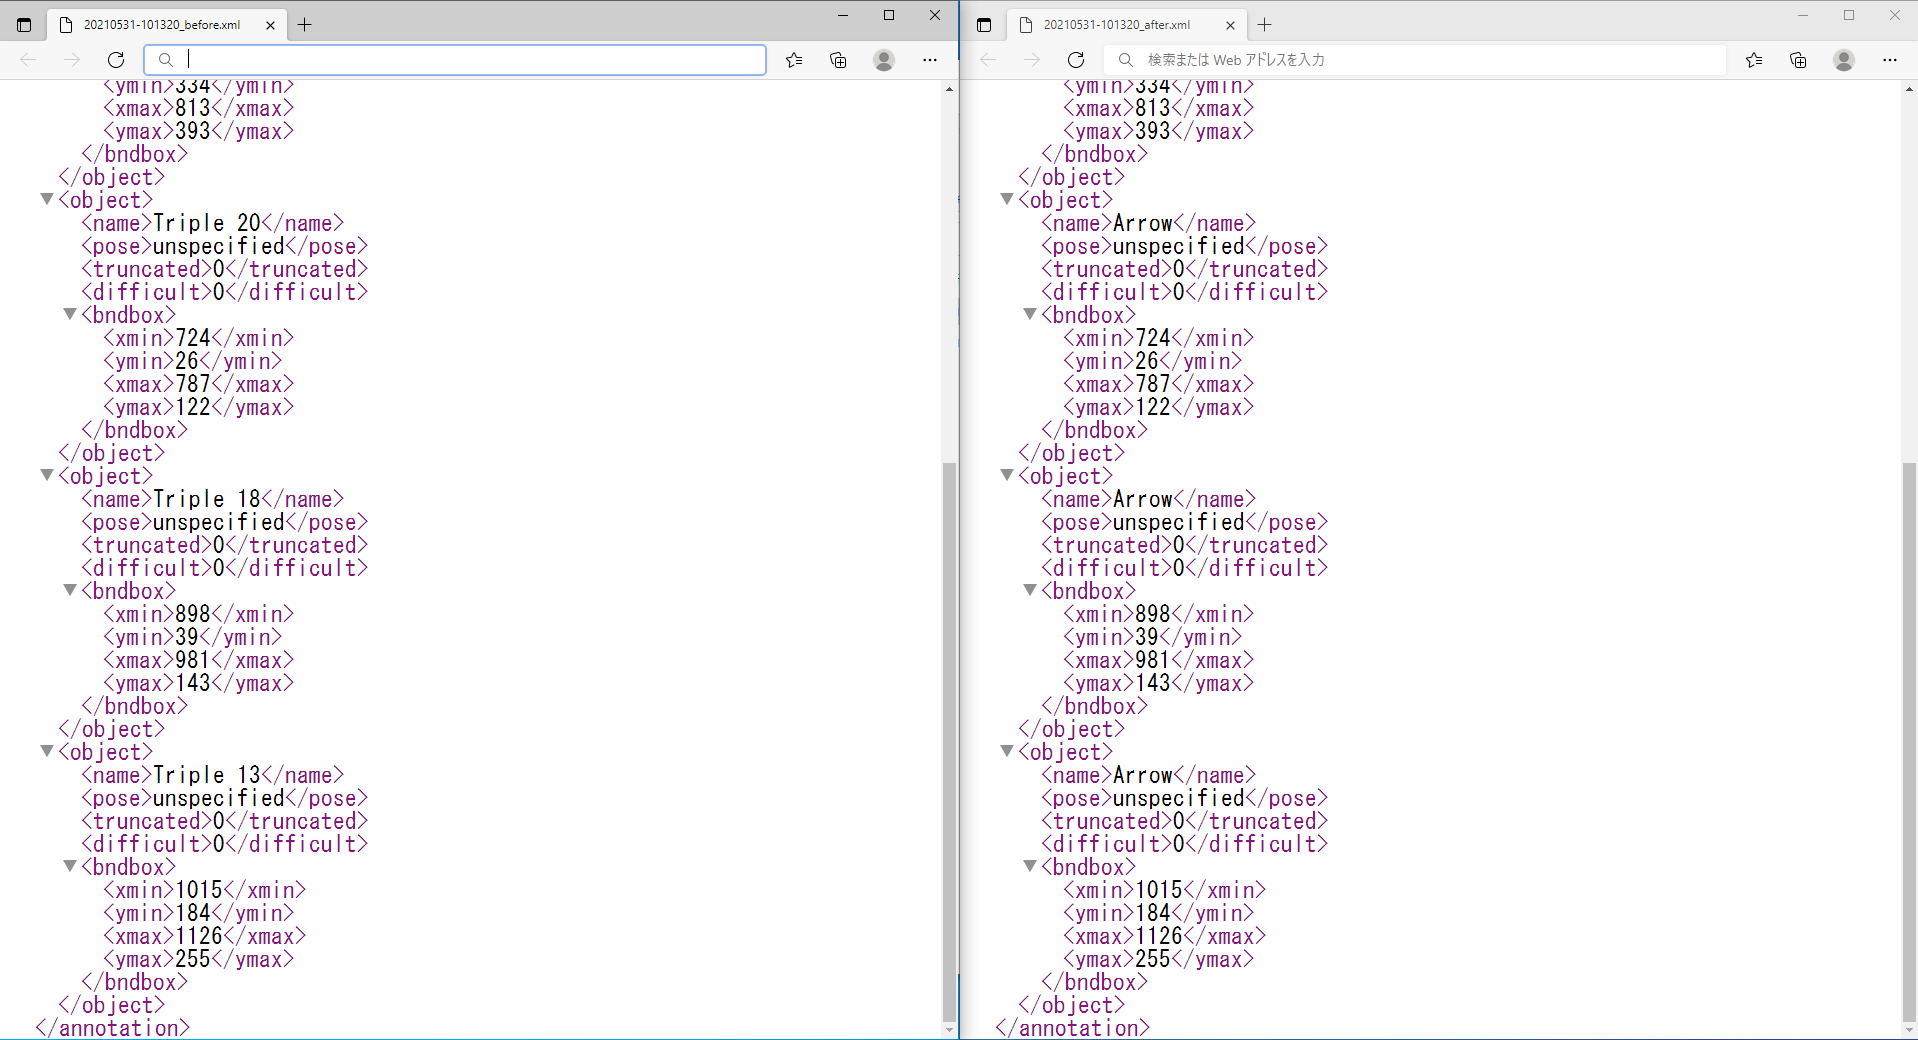 20210531-101320_before.xml
<ymin>334</ymin>
<xmax>813</xmax>
<ymax>393</ymax>
</bndbox>
</object>
<object>
<name>Triple 20</name>
<pose>unspecified</pose>
<truncated>0</truncated>
<difficult>0</difficult>
<bndbox>
<xmin>724</xmin>
<ymin>26</ymin>
<xmax>787</xmax>
<ymax>122</ymax>
</bndbox>
</object>
<object>
<name>Triple 18</name>
<pose>unspecified</pose>
<truncated>0</truncated>
<difficult>0</difficult>
<bndbox>
<xmin>898</xmin>
<ymin>39</ymin>
<xmax>981</xmax>
<ymax>143</ymax>
</bndbox>
</object>
<object>
<name>Triple 13</name>
<pose>unspecified</pose>
<truncated>0</truncated>
<difficult>0</difficult>
<bndbox>
<xmin>1015</xmin>
<ymin>184</ymin>
<xmax>1126</xmax>
<ymax>255</ymax>
</bndbox>
</object>
</annotation>
20210531-101320_after.xml
検索または Web アドレスを入力
<ymin>334</ymin>
<xmax>813</xmax>
<ymax>393</ymax>
</bndbox>
</object>
<object>
<name>Arrow</name>
<pose>unspecified</pose>
<truncated>0</truncated>
<difficult>0</difficult>
<bndbox>
<xmin>724</xmin>
<ymin>26</ymin>
<xmax>787</xmax>
<ymax>122</ymax>
</bndbox>
</object>
<object>
<name>Arrow</name>
<pose>unspecified</pose>
<truncated>0</truncated>
<difficult>0</difficult>
<bndbox>
<xmin>898</xmin>
<ymin>39</ymin>
<xmax>981</xmax>
<ymax>143</ymax>
</bndbox>
</object>
<object>
<name>Arrow</name>
<pose>unspecified</pose>
<truncated>0</truncated>
<difficult>0</difficult>
<bndbox>
<xmin>1015</xmin>
<ymin>184</ymin>
<xmax>1126</xmax>
<ymax>255</ymax>
</bndbox>
</object>
</annotation>